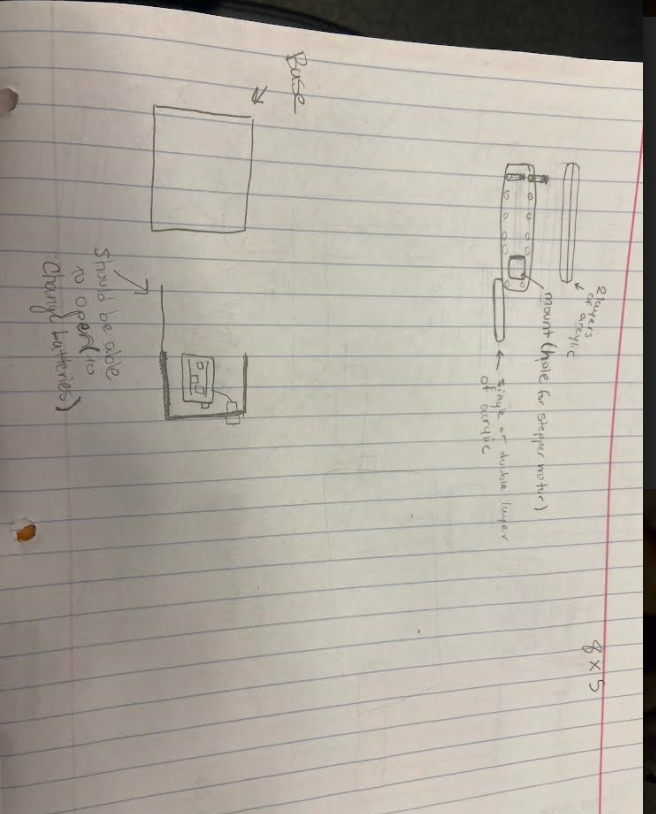 8 x 5
2 layers
of acrylic
mount (hole for stepper motor)
single or double layer
of acrylic
Base
Should be able
to open (to
Change batteries)